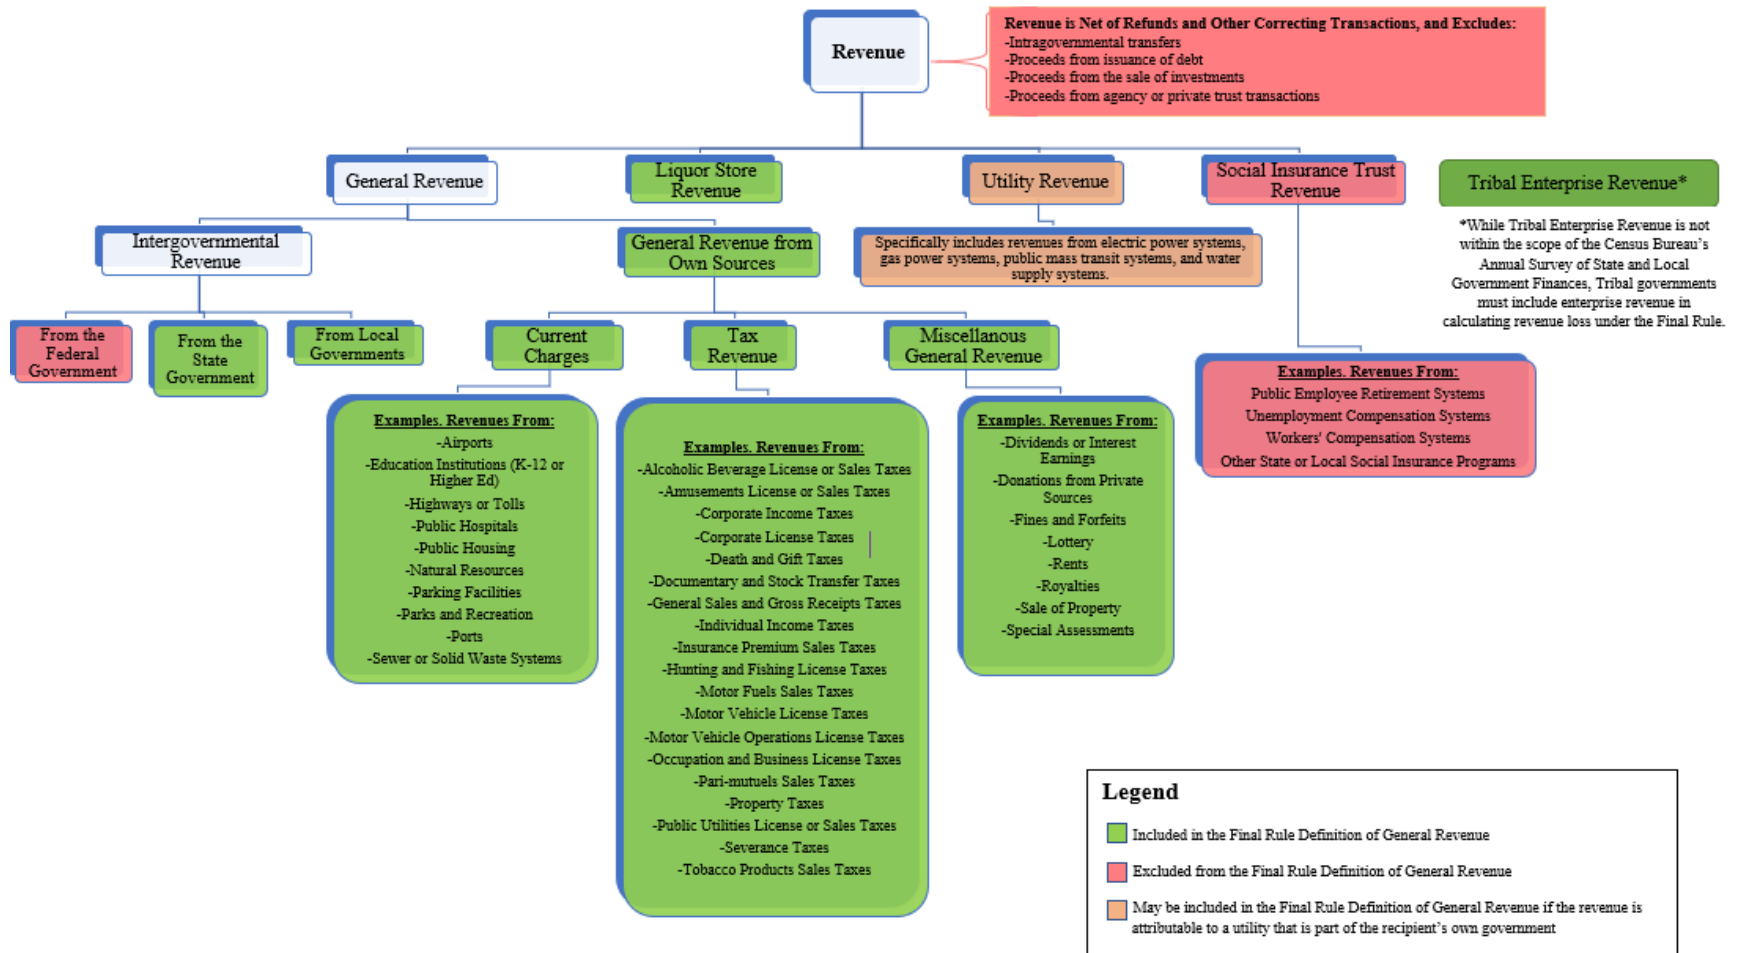 Revenue
Revenue is Net of Refunds and Other Correcting Transactions, and Excludes:
-Intragovernmental transfers
-Proceeds from issuance of debt
-Proceeds from the sale of investments
-Proceeds from agency or private trust transactions
General Revenue
Liquor Store
Revenue
Utility Revenue
Social Insurance Trust
Revenue
Tribal Enterprise Revenue*
*While Tribal Enterprise Revenue is not
within the scope of the Census Bureau's
Annual Survey of State and Local
Government Finances, Tribal governments
must include enterprise revenue in
calculating revenue loss under the Final Rule.
Intergovernmental
Revenue
General Revenue from
Own Sources
Specifically includes revenues from electric power systems,
gas power systems, public mass transit systems, and water
supply systems.
From the
Federal
Government
From the
State
Government
From Local
Governments
Current
Charges
Tax
Revenue
Miscellanous
General Revenue
Examples. Revenues From:
-Airports
-Education Institutions (K-12 or
Higher Ed)
-Highways or Tolls
-Public Hospitals
-Public Housing
-Natural Resources
-Parking Facilities
-Parks and Recreation
-Ports
-Sewer or Solid Waste Systems
Examples. Revenues From:
-Alcoholic Beverage License or Sales Taxes
-Amusements License or Sales Taxes
-Corporate Income Taxes
-Corporate License Taxes
-Death and Gift Taxes
-Documentary and Stock Transfer Taxes
-General Sales and Gross Receipts Taxes
-Individual Income Taxes
-Insurance Premium Sales Taxes
-Hunting and Fishing License Taxes
-Motor Fuels Sales Taxes
-Motor Vehicle License Taxes
-Motor Vehicle Operations License Taxes
-Occupation and Business License Taxes
-Pari-mutuels Sales Taxes
-Property Taxes
-Public Utilities License or Sales Taxes
-Severance Taxes
-Tobacco Products Sales Taxes
Examples. Revenues From:
-Dividends or Interest
Earnings
-Donations from Private
Sources
-Fines and Forfeits
-Lottery
-Rents
-Royalties
-Sale of Property
-Special Assessments
Examples. Revenues From:
Public Employee Retirement Systems
Unemployment Compensation Systems
Workers' Compensation Systems
Other State or Local Social Insurance Programs
Legend
Included in the Final Rule Definition of General Revenue
Excluded from the Final Rule Definition of General Revenue
May be included in the Final Rule Definition of General Revenue if the revenue is
attributable to a utility that is part of the recipient's own government